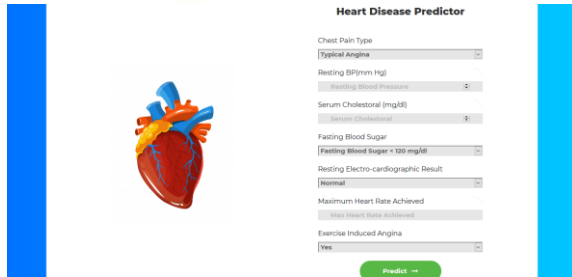 Heart Disease Predictor
Chest Pain Type
Typical Angina
Resting BP(mm Hg)
Resting Blood Pressure
Serum Cholestoral (mg/dl)
Serum Cholestoral
Fasting Blood Sugar
Fasting Blood Sugar < 120 mg/dl
Resting Electro-cardiographic Result
Normal
Maximum Heart Rate Achieved
Max Heart Rate Achieved
Exercise Induced Angina
Yes
Predict →